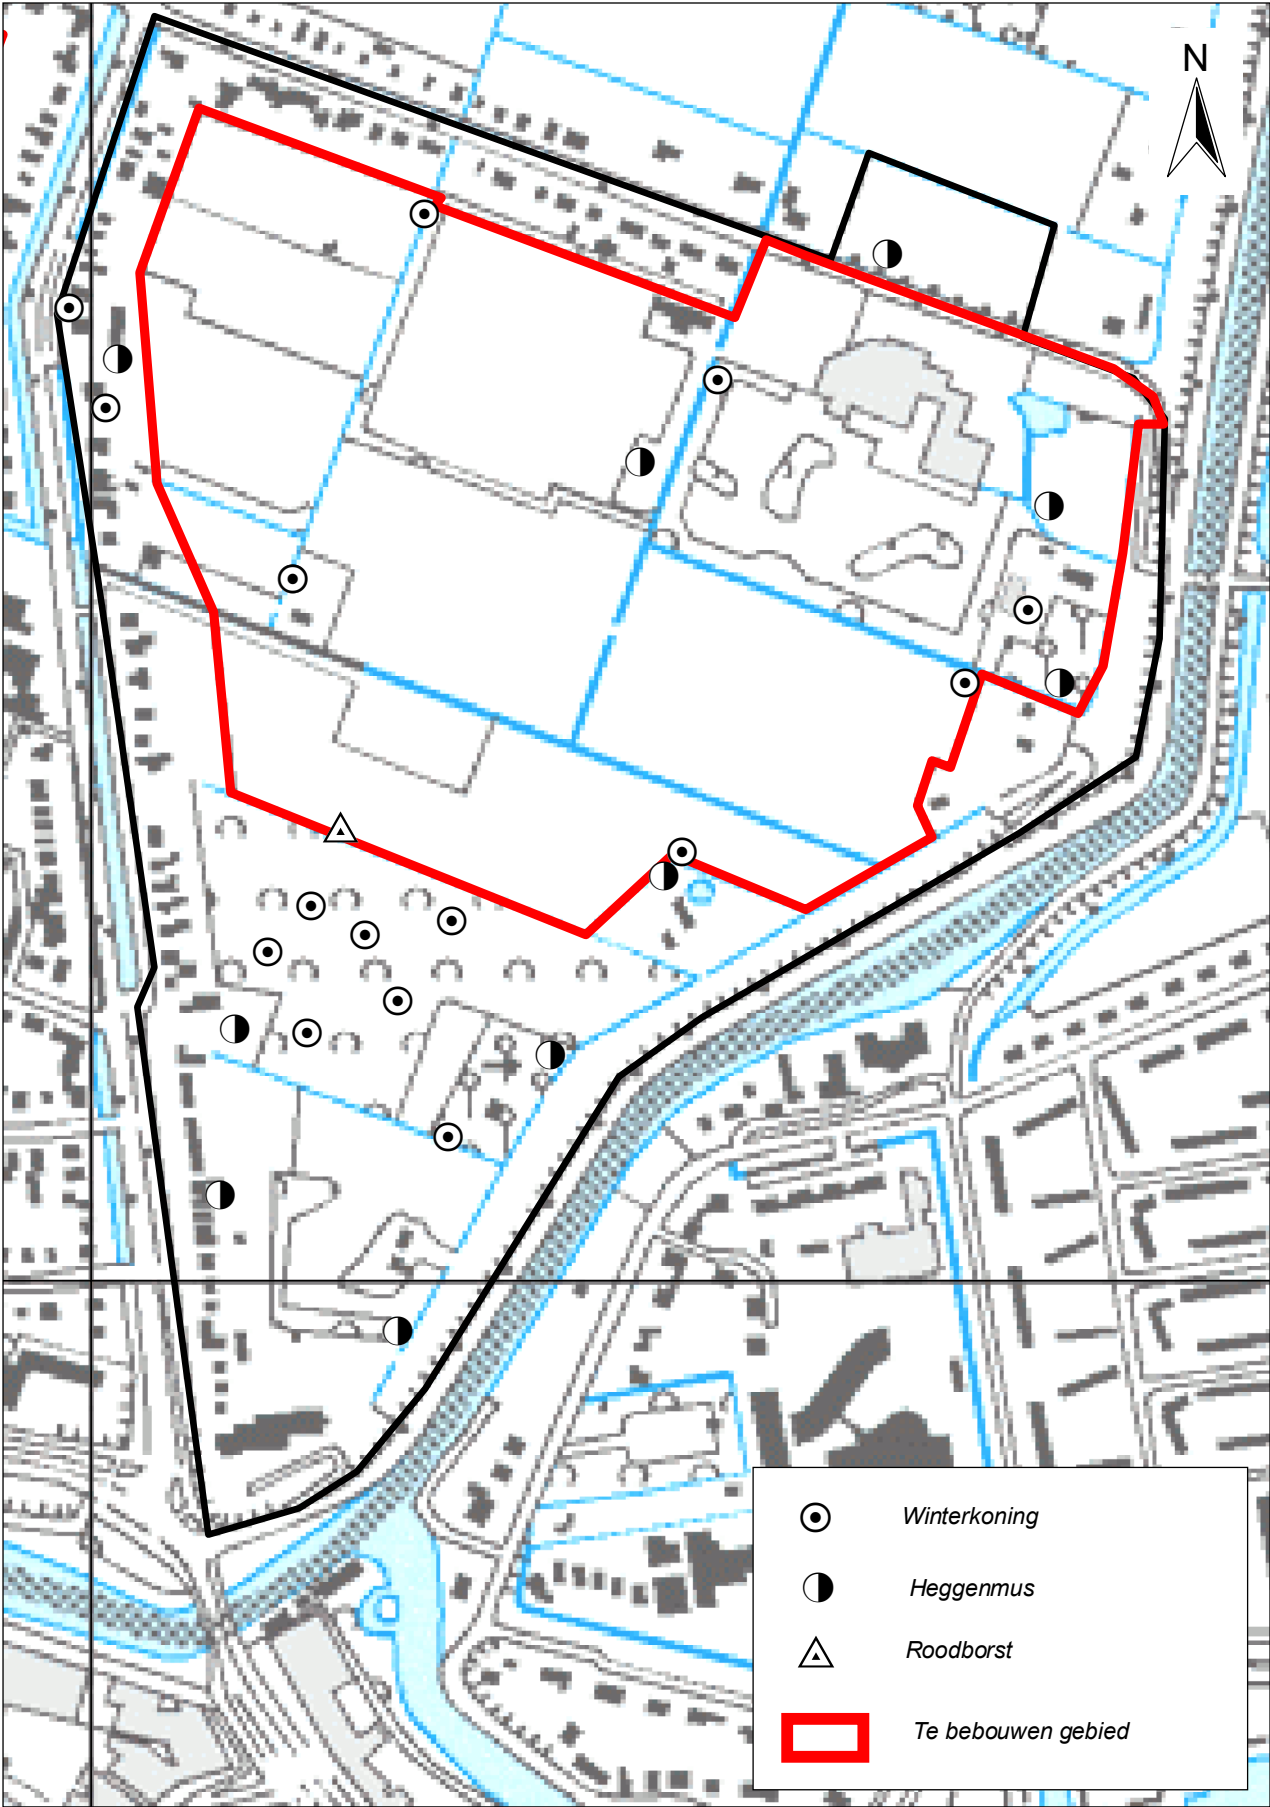 N
Winterkoning
Heggenmus
Roodborst
Te bebouwen gebied